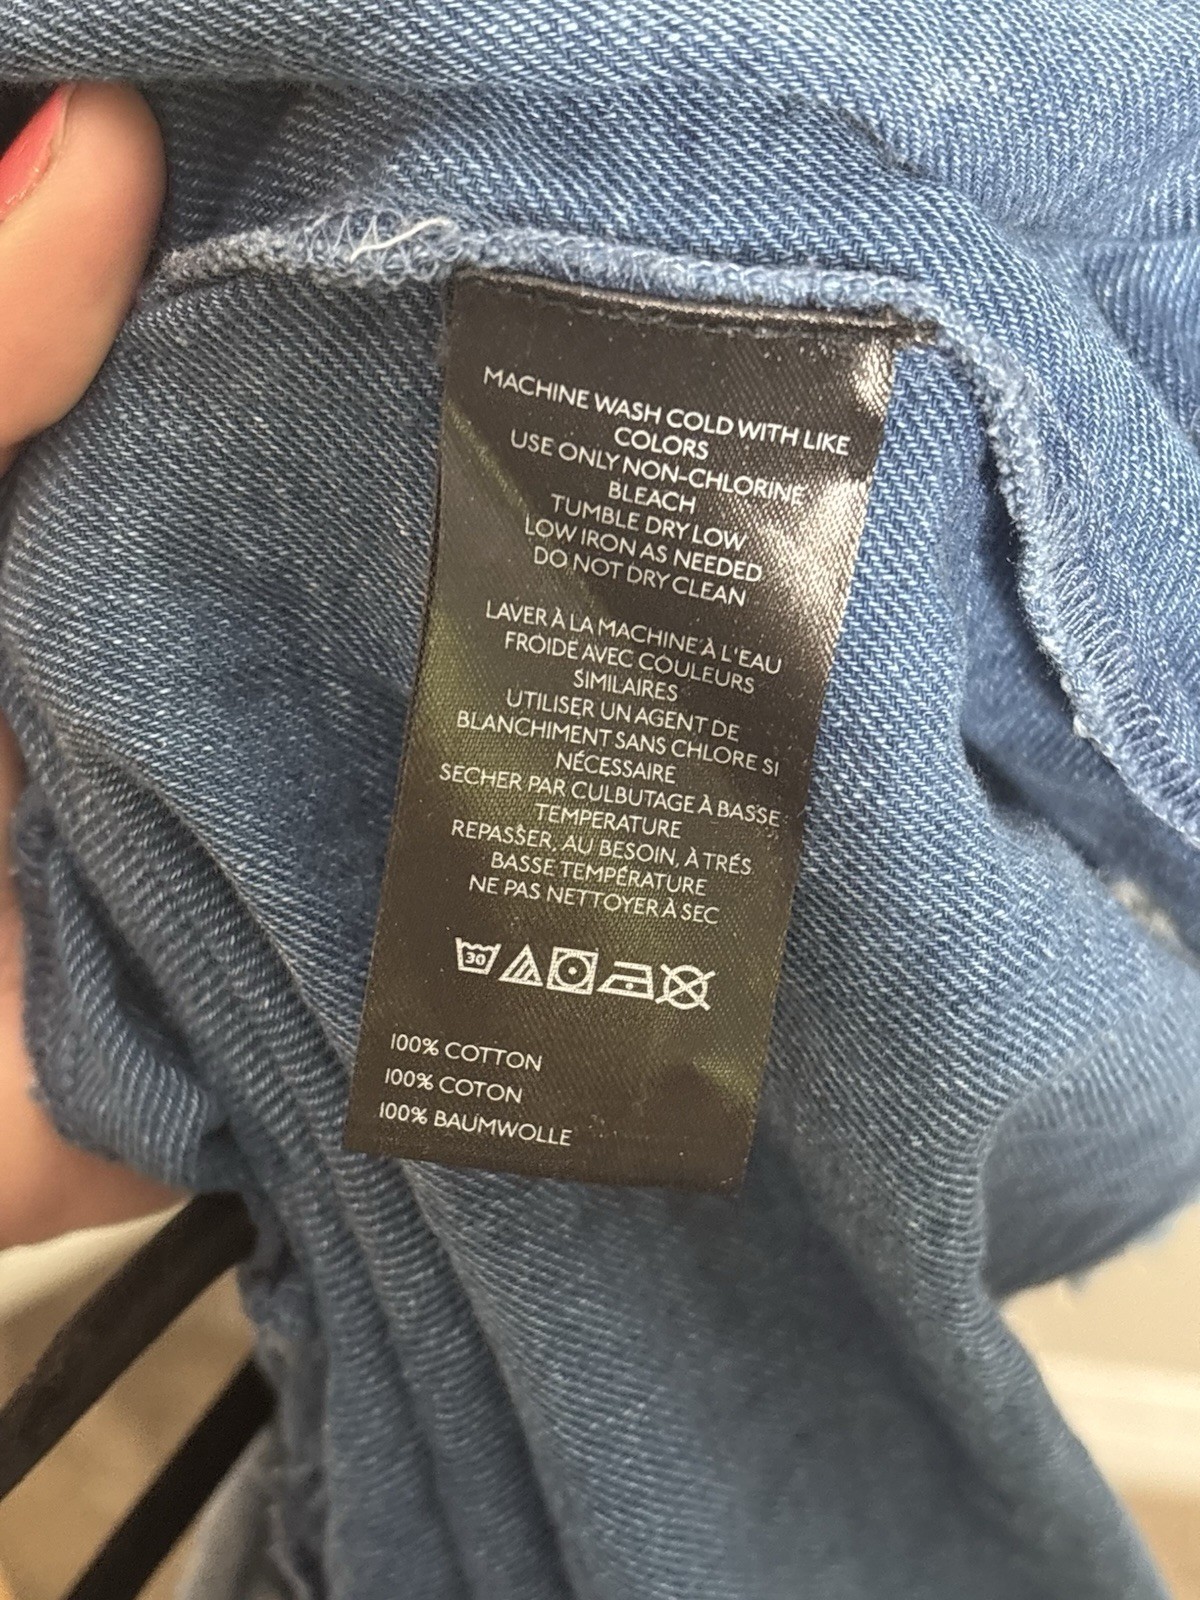 MACHINE WASH COLD WITH LIKE
COLORS
USE ONLY NON-CHLORINE
BLEACH
TUMBLE DRY LOW
LOW IRON AS NEEDED
DO NOT DRY CLEAN
LAVER À LA MACHINE À L'EAU
FROIDE AVEC COULEURS
SIMILAIRES
UTILISER UN AGENT DE
BLANCHIMENT SANS CHLORE SI
NÉCESSAIRE
SÉCHER PAR CULBUTAGE À BASSE
TEMPERATURE
REPASSER, AU BESOIN, À TRÉS
BASSE TEMPÉRATURE
NE PAS NETTOYER À SEC
30
100% COTTON
100% COTON
100% BAUMWOLLE